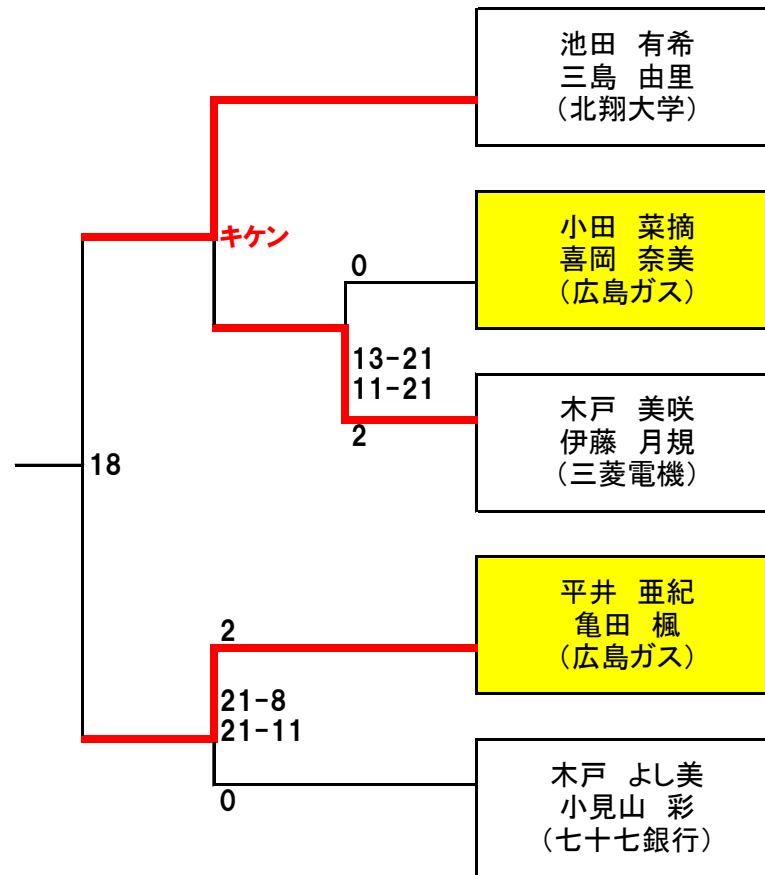 池田 有希
三島 由里
(北翔大学)
小田 菜摘
喜岡 奈美
(広島ガス)
キケン
0
13-21
11-21
2
木戸 美咲
伊藤 月規
(三菱電機)
18
平井 亜紀
亀田 楓
(広島ガス)
2
21-8
21-11
0
木戸 よし美
小見山 彩
(七十七銀行)